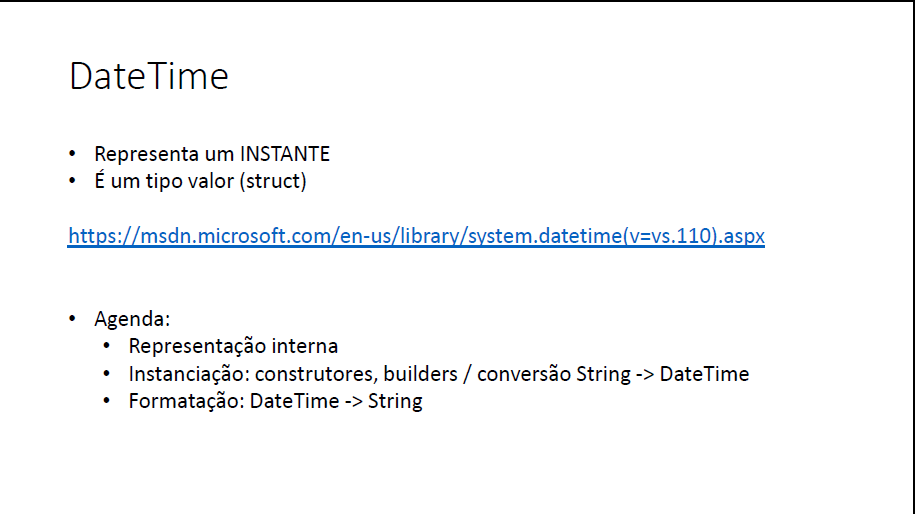 DateTime
• Representa um INSTANTE
• É um tipo valor (struct)
https://msdn.microsoft.com/en-us/library/system.datetime(v=vs.110).aspx
• Agenda:
• Representação interna
• Instanciação: construtores, builders / conversão String -> DateTime
• Formatação: DateTime -> String